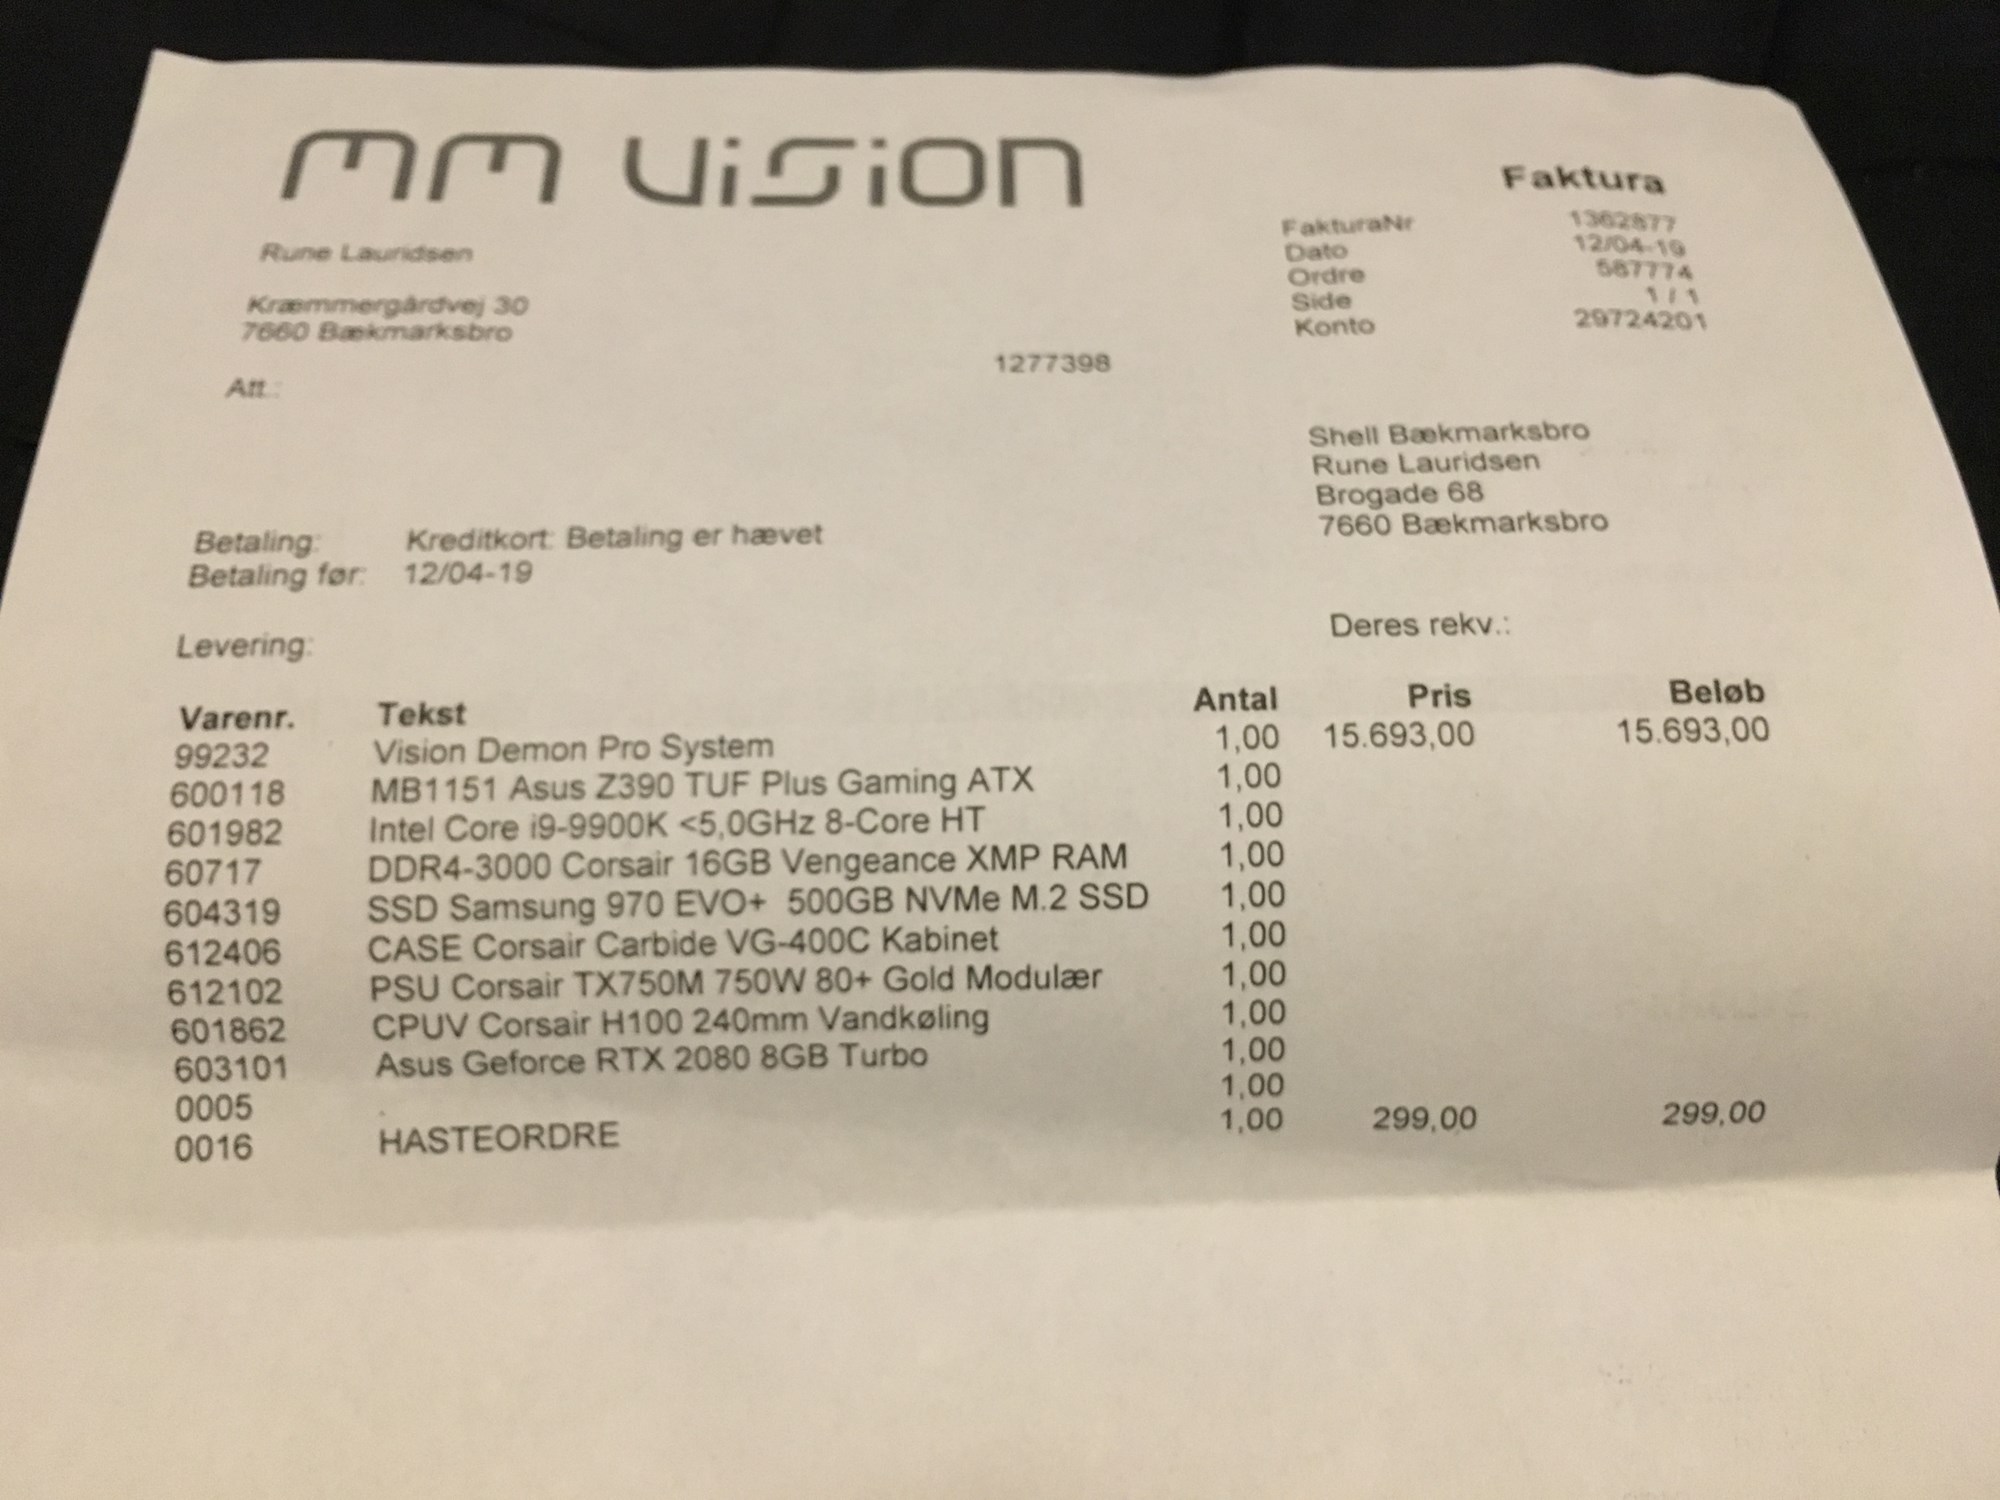 mm vision
Faktura
FakturaNr 1362877
Dato 12/04-19
Ordre 587774
Side 1 / 1
Konto 29724201
Rune Lauridsen
Kræmmergårdvej 30
7660 Bækmarksbro
1277398
Att.:
Shell Bækmarksbro
Rune Lauridsen
Brogade 68
7660 Bækmarksbro
Betaling: Kreditkort: Betaling er hævet
Betaling før: 12/04-19
Deres rekv.:
Levering:
Varenr. Tekst Antal Pris Beløb
99232 Vision Demon Pro System 1,00 15.693,00 15.693,00
600118 MB1151 Asus Z390 TUF Plus Gaming ATX 1,00
601982 Intel Core i9-9900K <5,0GHz 8-Core HT 1,00
60717 DDR4-3000 Corsair 16GB Vengeance XMP RAM 1,00
604319 SSD Samsung 970 EVO+ 500GB NVMe M.2 SSD 1,00
612406 CASE Corsair Carbide VG-400C Kabinet 1,00
612102 PSU Corsair TX750M 750W 80+ Gold Modulær 1,00
601862 CPUV Corsair H100 240mm Vandkøling 1,00
603101 Asus Geforce RTX 2080 8GB Turbo 1,00
0005 . 1,00
0016 HASTEORDRE 1,00 299,00 299,00